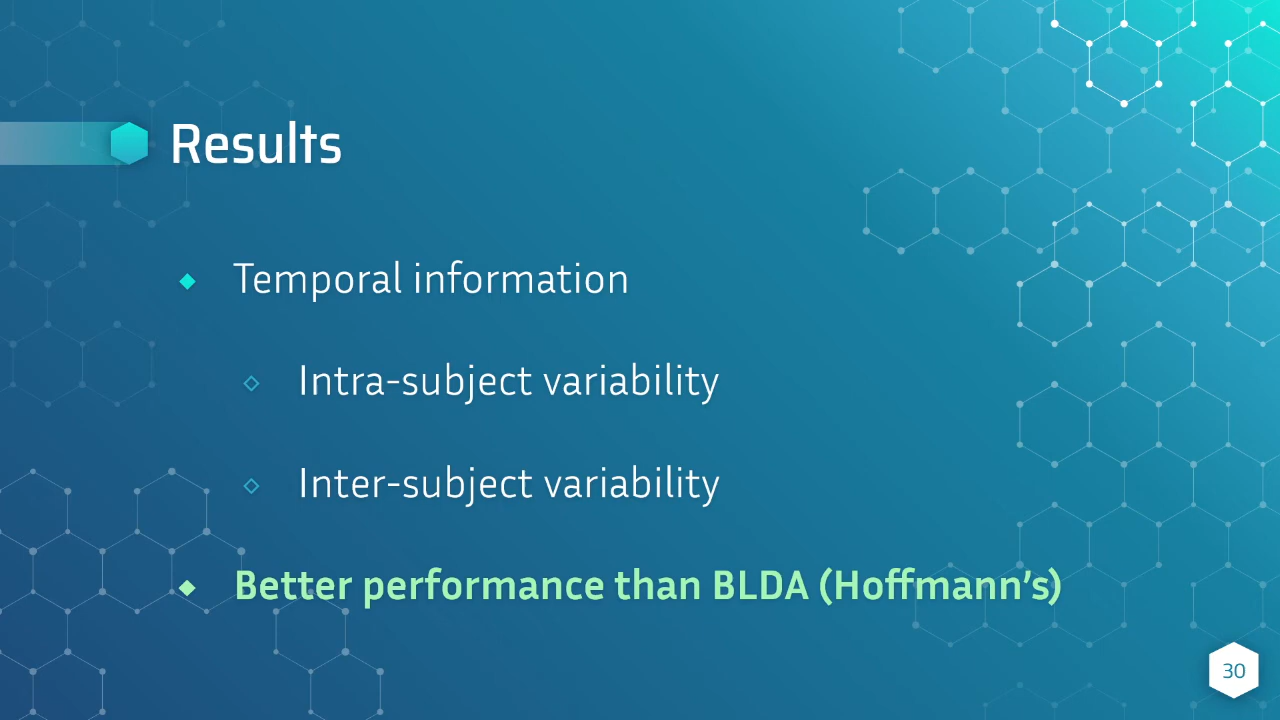 Results
Temporal information
Intra-subject variability
Inter-subject variability
Better performance than BLDA (Hoffmann’s)
30